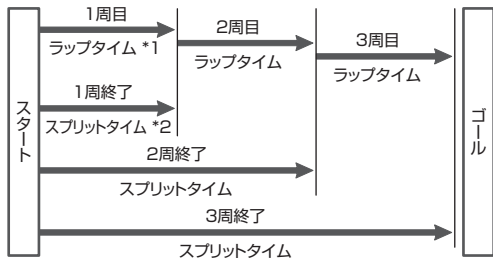 1周目
ラップタイム *1
2周目
ラップタイム
3周目
ラップタイム
1周終了
スプリットタイム *2
2周終了
スプリットタイム
3周終了
スプリットタイム
スタート
ゴール